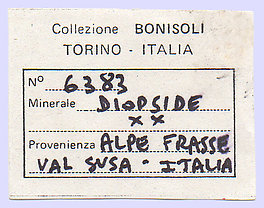 Collezione BONISOLI
TORINO - ITALIA
N° 6383
Minerale DIOPSIDE
xx
Provenienza ALPE FRASSE
VAL SUSA - ITALIA